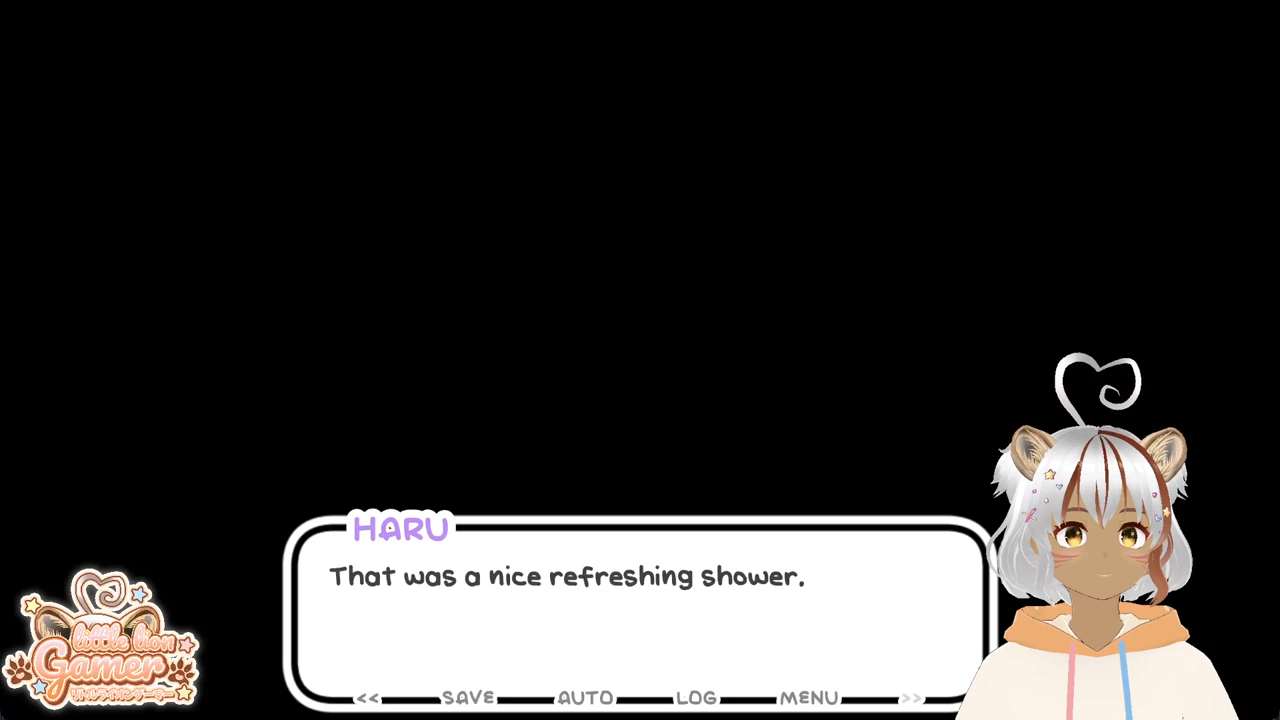 HARU
That was a nice refreshing shower.
<< SAVE AUTO LOG MENU >>
little lion
Gamer
リトルライオンゲーマー